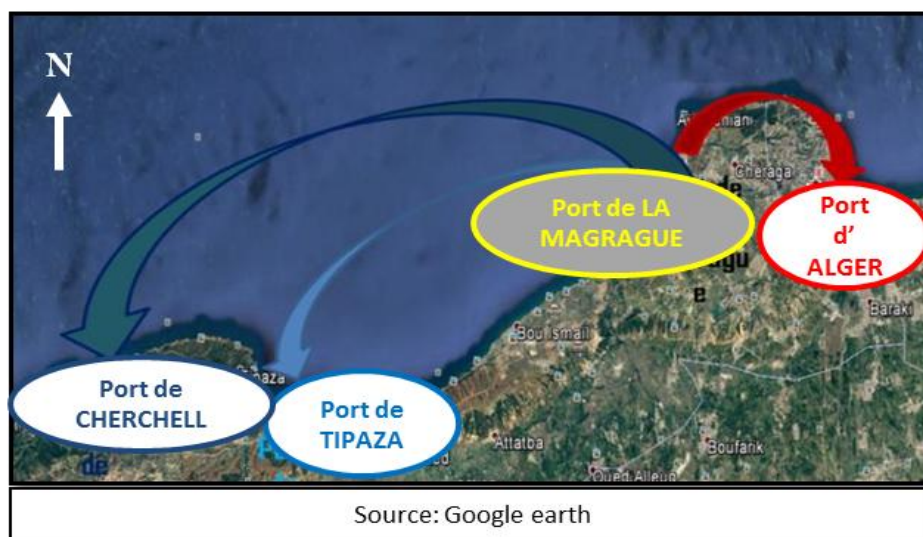 N
Cheraga
Port de LA
MAGRAGUE
Port
d'
ALGER
Baraki
Bou Ismail
Port de
CHERCHELL
Port de
TIPAZA
Attatba
Boufarik
de
Source: Google earth